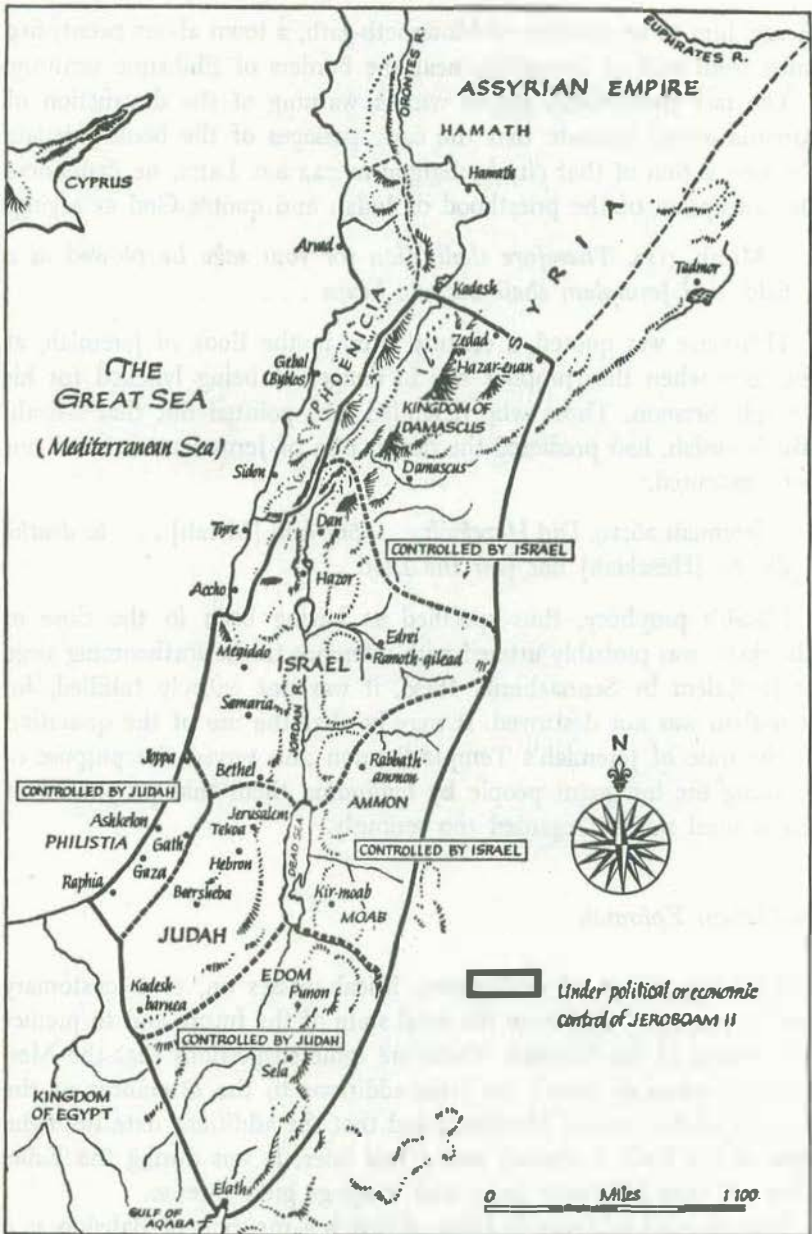 EUPHRATES R.
ORONTES R.
ASSYRIAN EMPIRE
HAMATH
Hamath
CYPRUS
Arvad
SYRIA
Tadmor
Kadesh
PHOENICIA
Zedad
Hazar-enan
Gebal
(Byblos)
THE
GREAT SEA
(Mediterranean Sea)
KINGDOM OF
DAMASCUS
Damascus
Sidon
Tyre
Dan
CONTROLLED BY ISRAEL
Hazor
Accho
Edrei
Megiddo
ISRAEL
Ramoth-gilead
Samaria
JORDAN R.
Joppa
Bethel
Rabbath-
ammon
AMMON
CONTROLLED BY JUDAH
Jerusalem
Ashkelon
Tekoa
DEAD SEA
CONTROLLED BY ISRAEL
PHILISTIA
Gath
Gaza
Hebron
Raphia
Beersheba
Kir-moab
MOAB
JUDAH
EDOM
Punon
Kadesh-
barnea
CONTROLLED BY JUDAH
Sela
KINGDOM
OF EGYPT
Elath
GULF OF
AQABA
N
Under political or economic
control of JEROBOAM II
0 Miles 100